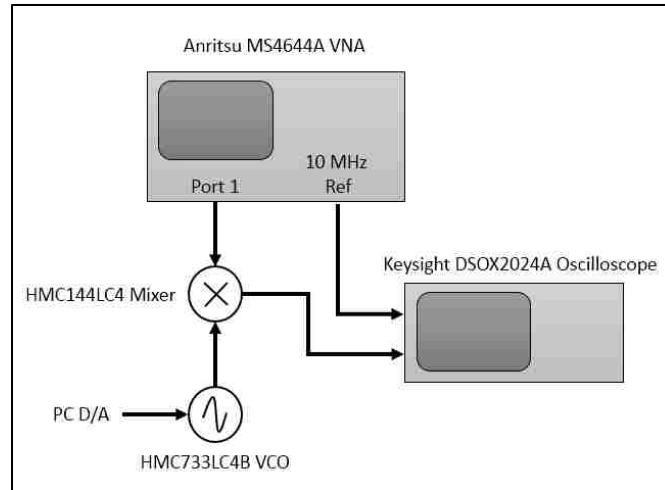 Anritsu MS4644A VNA
10 MHz
Port 1
Ref
Keysight DSOX2024A Oscilloscope
HMC144LC4 Mixer
PC D/A
HMC733LC4B VCO